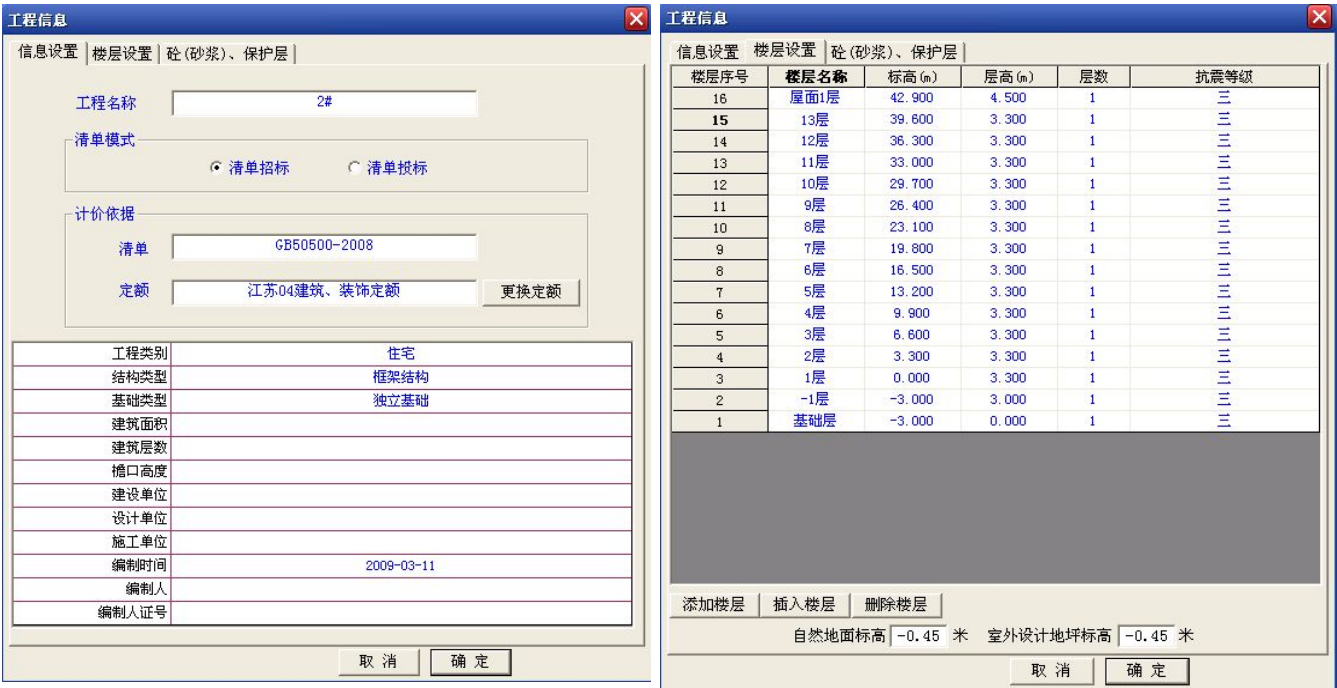 工程信息
信息设置 楼层设置 砼(砂浆)、保护层
工程名称 2#
清单模式
清单招标 清单投标
计价依据
清单 GB50500-2008
定额 江苏04建筑、装饰定额 更换定额
工程类别 住宅
结构类型 框架结构
基础类型 独立基础
建筑面积
建筑层数
檐口高度
建设单位
设计单位
施工单位
编制时间 2009-03-11
编制人
编制人证号
取 消 确 定
工程信息
信息设置 楼层设置 砼(砂浆)、保护层
楼层序号 楼层名称 标高(m) 层高(m) 层数 抗震等级
16 屋面1层 42.900 4.500 1 三
15 13层 39.600 3.300 1 三
14 12层 36.300 3.300 1 三
13 11层 33.000 3.300 1 三
12 10层 29.700 3.300 1 三
11 9层 26.400 3.300 1 三
10 8层 23.100 3.300 1 三
9 7层 19.800 3.300 1 三
8 6层 16.500 3.300 1 三
7 5层 13.200 3.300 1 三
6 4层 9.900 3.300 1 三
5 3层 6.600 3.300 1 三
4 2层 3.300 3.300 1 三
3 1层 0.000 3.300 1 三
2 -1层 -3.000 3.000 1 三
1 基础层 -3.000 0.000 1 三
添加楼层 插入楼层 删除楼层
自然地面标高 -0.45 米 室外设计地坪标高 -0.45 米
取 消 确 定